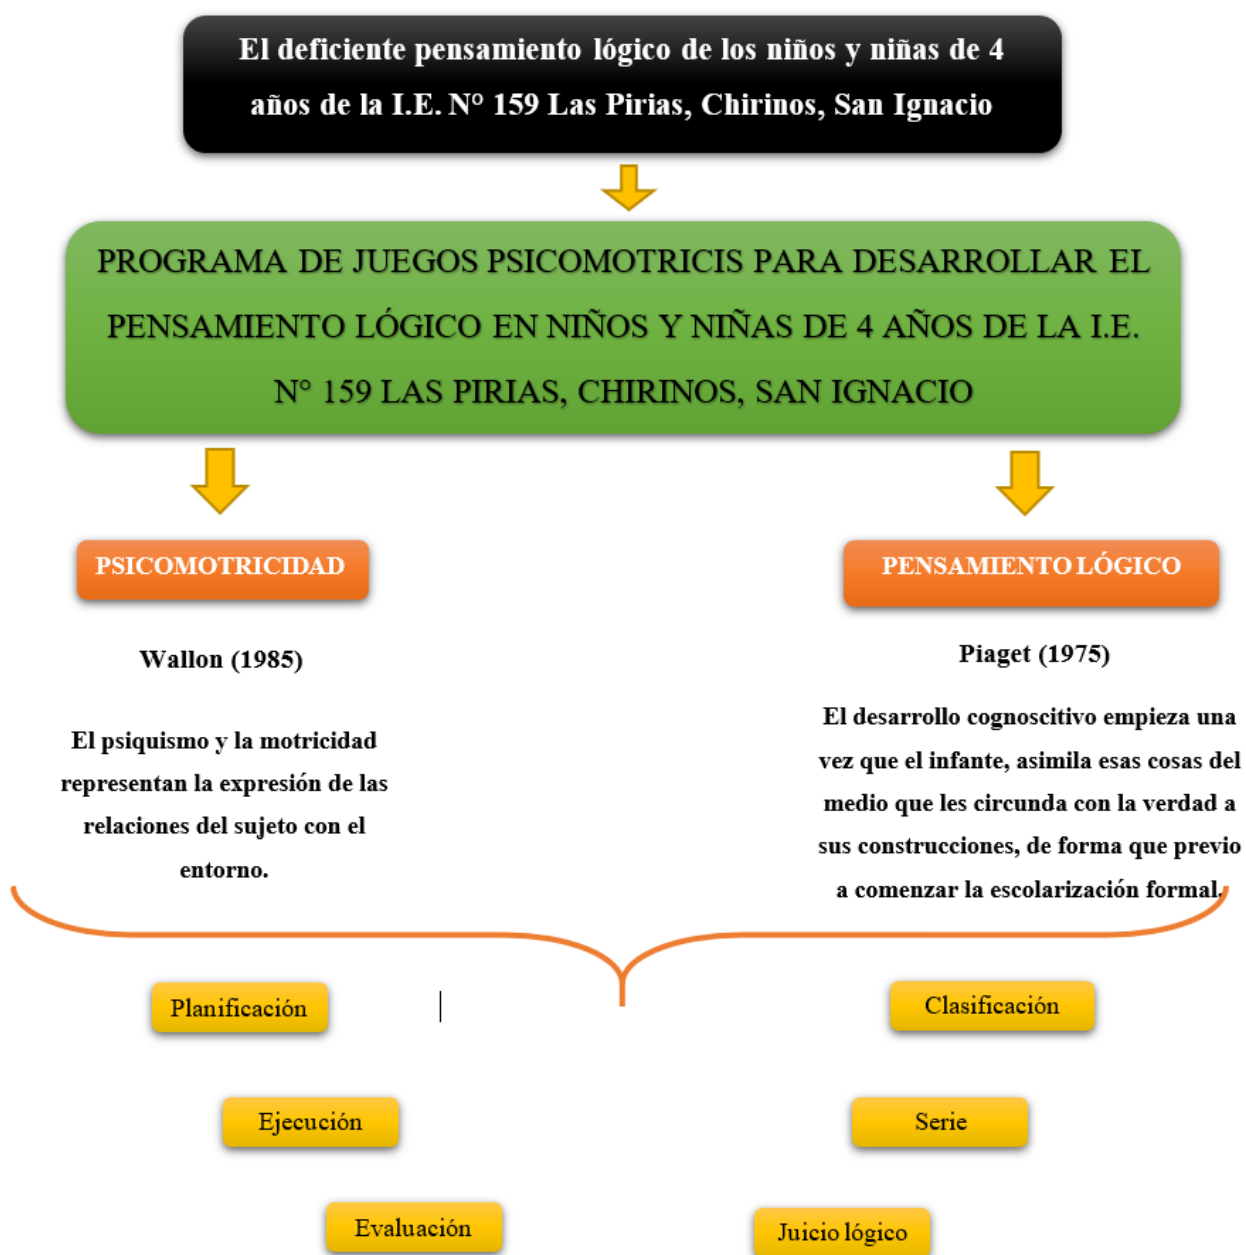 El deficiente pensamiento lógico de los niños y niñas de 4
años de la I.E. N° 159 Las Pirias, Chirinos, San Ignacio
PROGRAMA DE JUEGOS PSICOMOTRICIS PARA DESARROLLAR EL
PENSAMIENTO LÓGICO EN NIÑOS Y NIÑAS DE 4 AÑOS DE LA I.E.
N° 159 LAS PIRIAS, CHIRINOS, SAN IGNACIO
PSICOMOTRICIDAD
Wallon (1985)
El psiquismo y la motricidad
representan la expresión de las
relaciones del sujeto con el
entorno.
PENSAMIENTO LÓGICO
Piaget (1975)
El desarrollo cognoscitivo empieza una
vez que el infante, asimila esas cosas del
medio que les circunda con la verdad a
sus construcciones, de forma que previo
a comenzar la escolarización formal.
Planificación
Ejecución
Evaluación
Clasificación
Serie
Juicio lógico